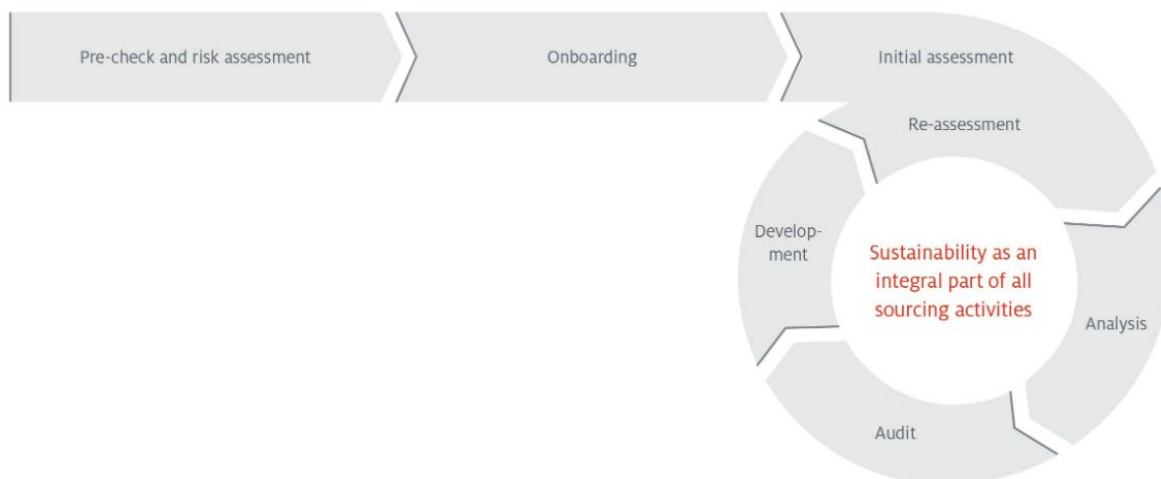 Pre-check and risk assessment
Onboarding
Initial assessment
Re-assessment
Develop-
ment
Sustainability as an
integral part of all
sourcing activities
Analysis
Audit